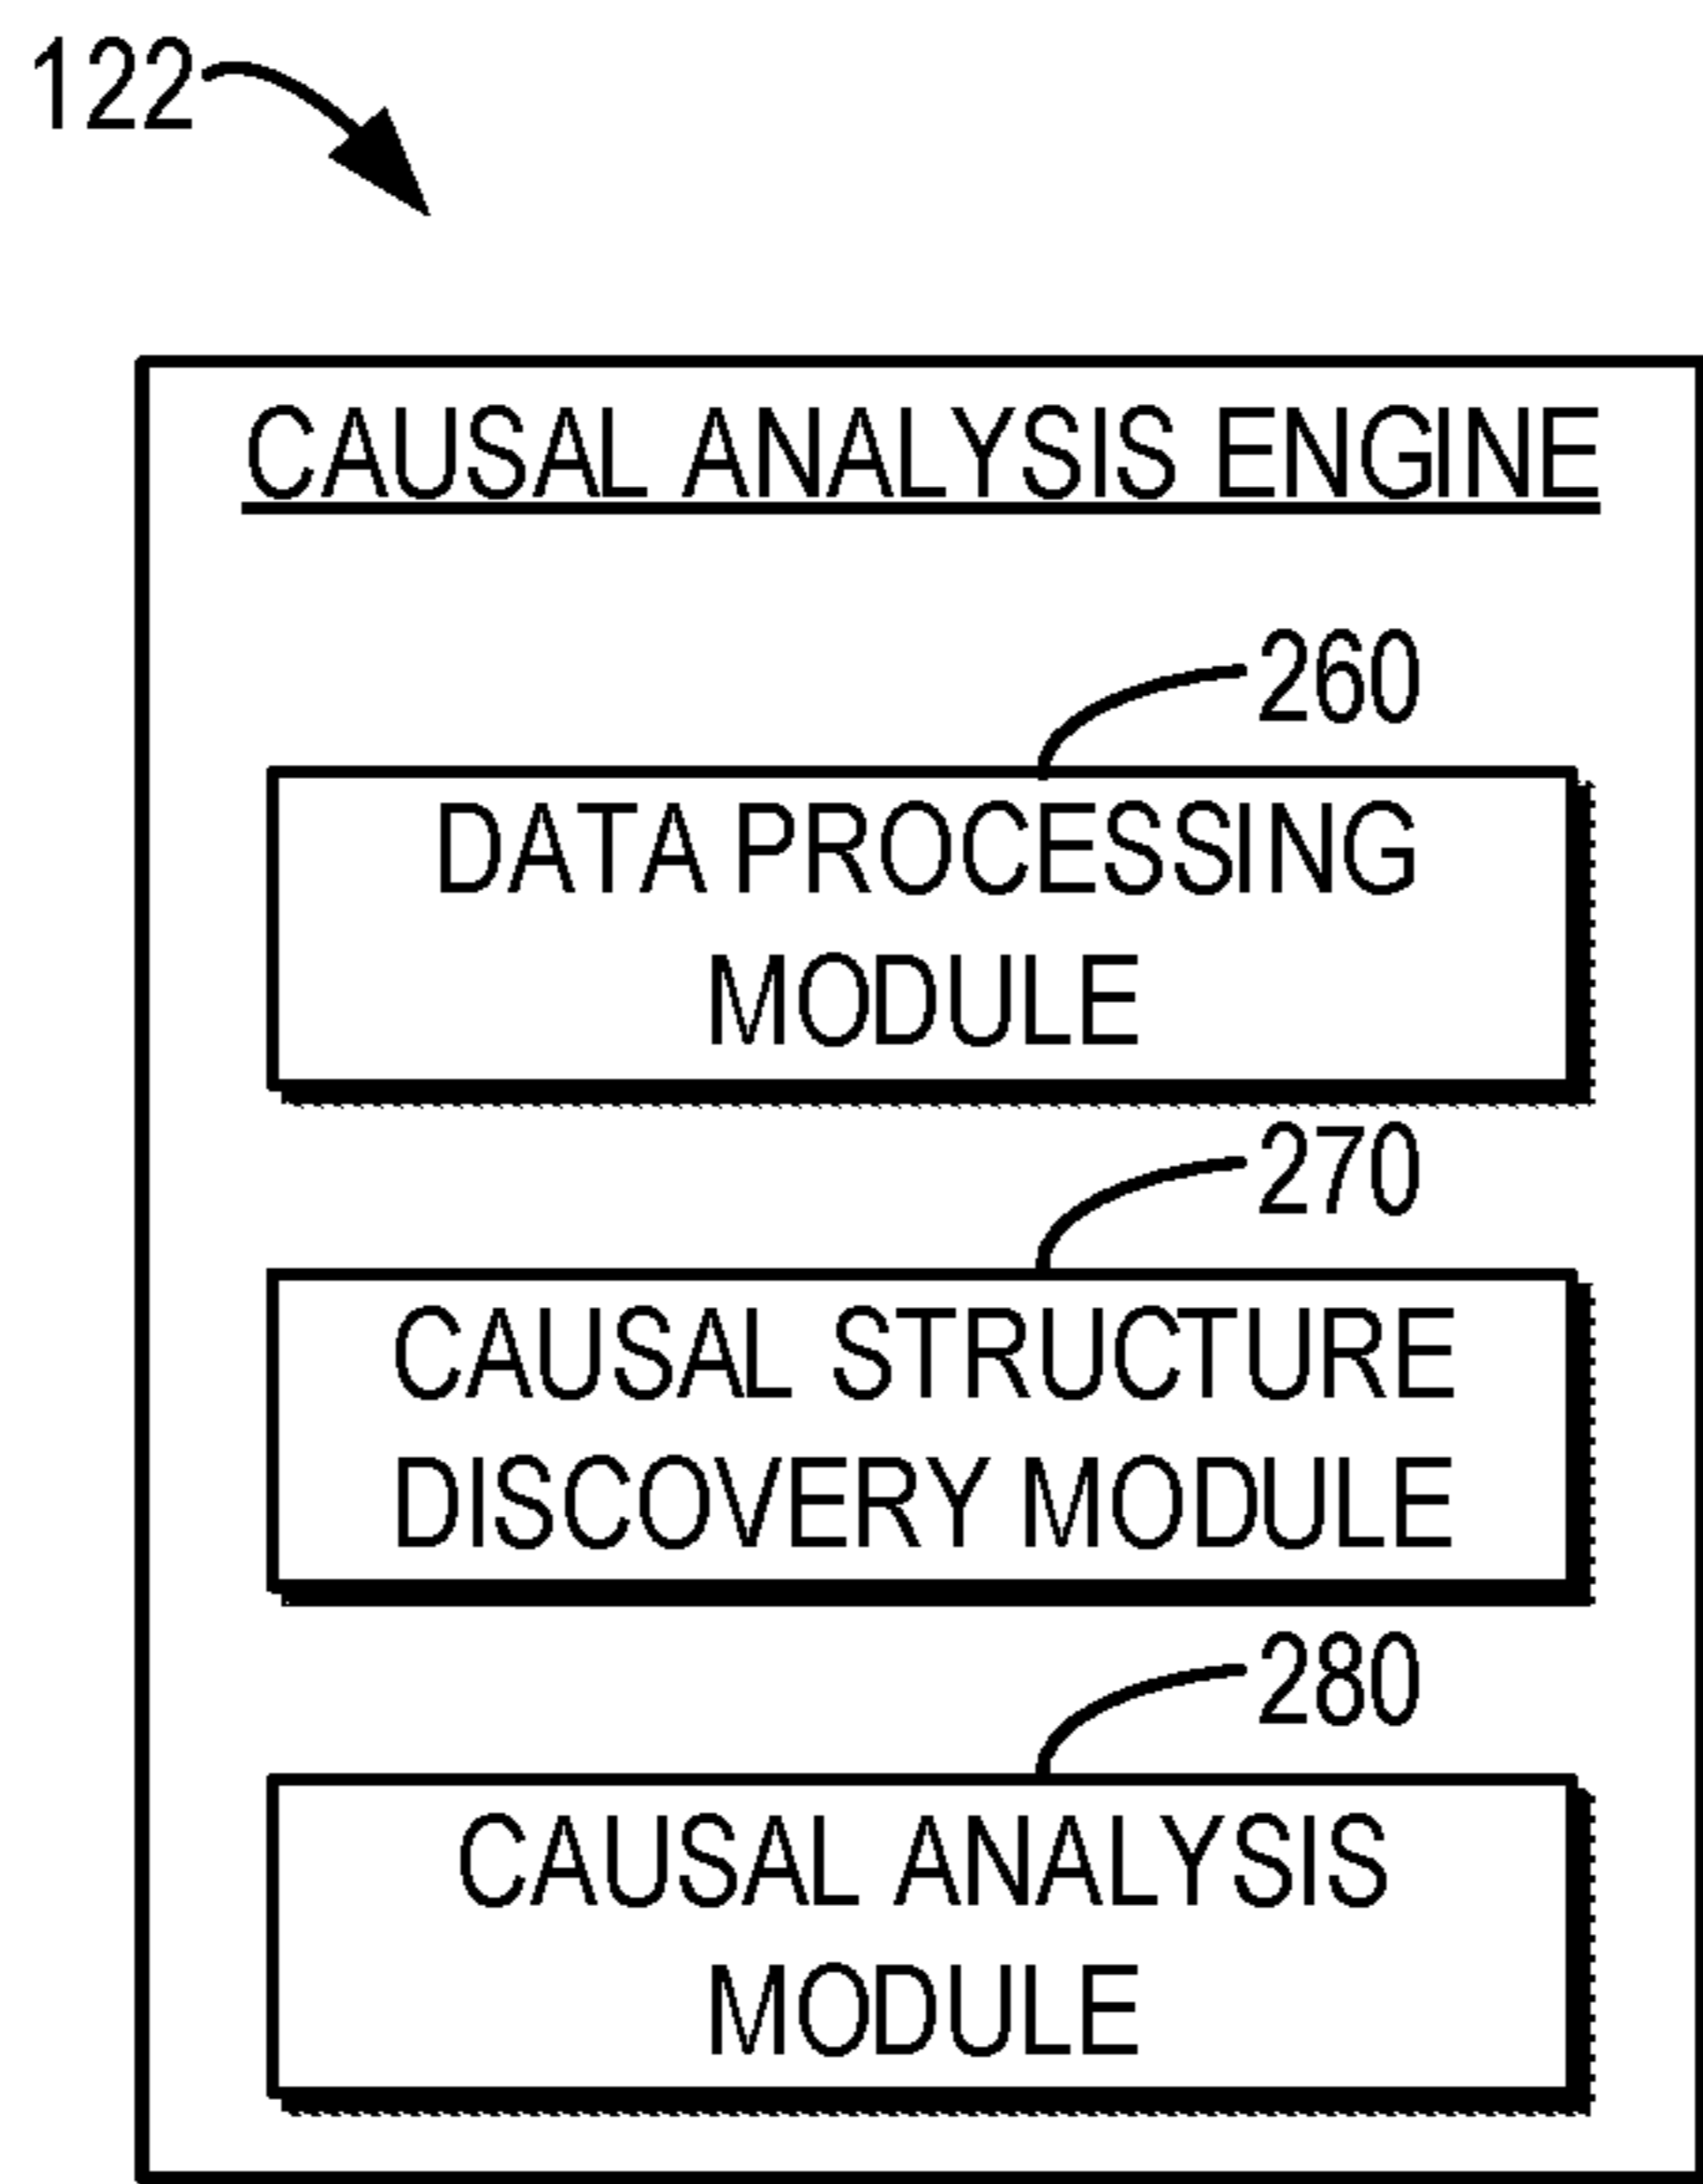 122
CAUSAL ANALYSIS ENGINE
260
DATA PROCESSING
MODULE
270
CAUSAL STRUCTURE
DISCOVERY MODULE
280
CAUSAL ANALYSIS
MODULE